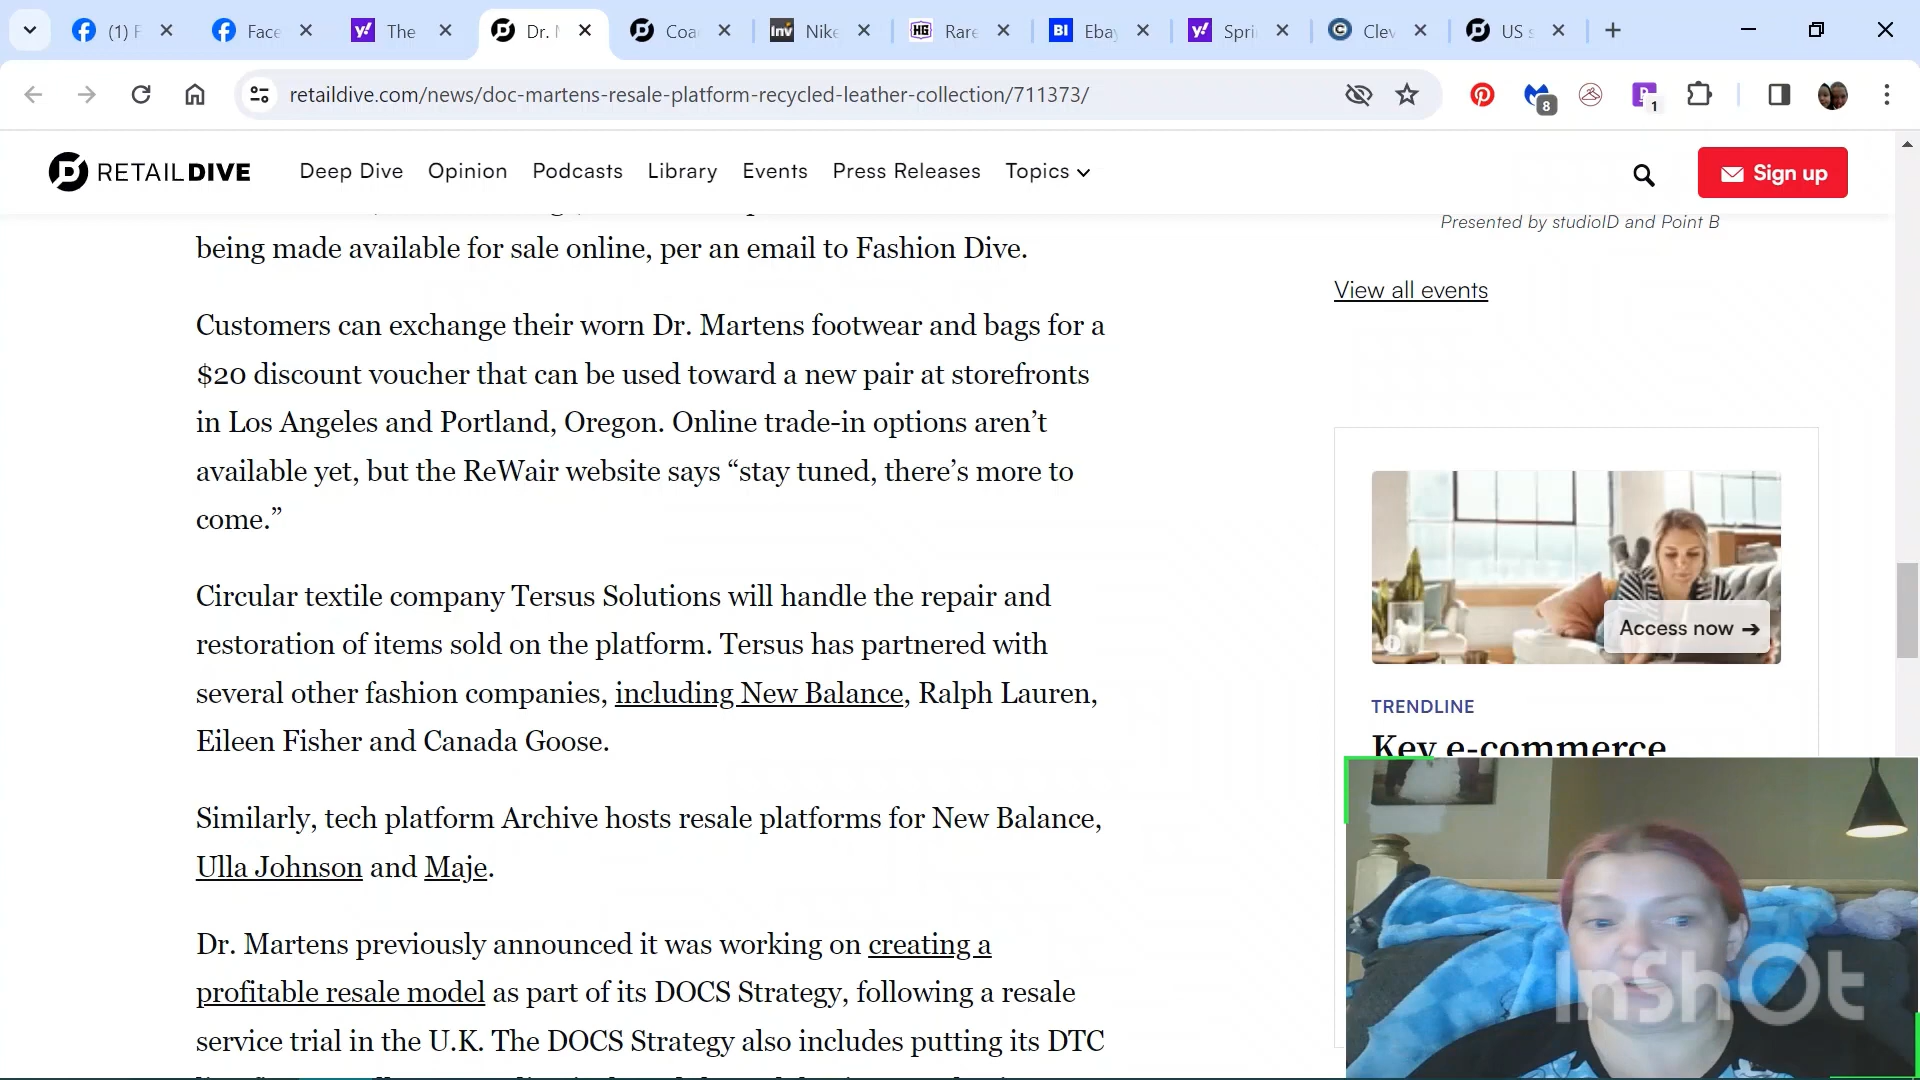 (1) F
Face
The
Dr. M
Coa
Nike
Rare
Ebay
Spri
Clev
US s
retaildive.com/news/doc-martens-resale-platform-recycled-leather-collection/711373/
8
1
RETAILDIVE
Deep Dive
Opinion
Podcasts
Library
Events
Press Releases
Topics
Sign up
being made available for sale online, per an email to Fashion Dive.
Customers can exchange their worn Dr. Martens footwear and bags for a
$20 discount voucher that can be used toward a new pair at storefronts
in Los Angeles and Portland, Oregon. Online trade-in options aren’t
available yet, but the ReWair website says “stay tuned, there’s more to
come.”
Circular textile company Tersus Solutions will handle the repair and
restoration of items sold on the platform. Tersus has partnered with
several other fashion companies, including New Balance, Ralph Lauren,
Eileen Fisher and Canada Goose.
Similarly, tech platform Archive hosts resale platforms for New Balance,
Ulla Johnson and Maje.
Dr. Martens previously announced it was working on creating a
profitable resale model as part of its DOCS Strategy, following a resale
service trial in the U.K. The DOCS Strategy also includes putting its DTC
Presented by studioID and Point B
View all events
Access now
TRENDLINE
Key e-commerce
InShOt